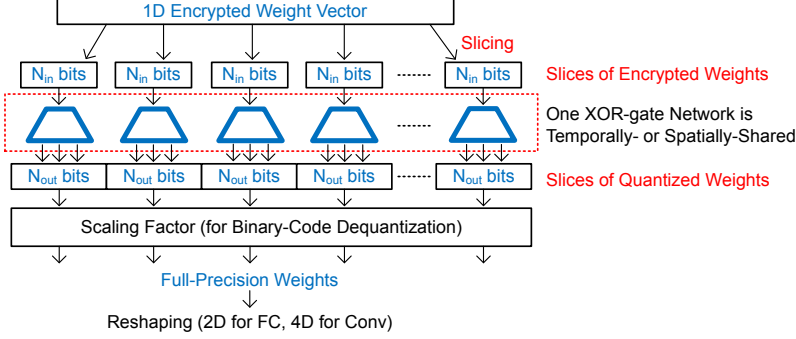 1D Encrypted Weight Vector
Slicing
N_in bits N_in bits N_in bits N_in bits N_in bits
Slices of Encrypted Weights
One XOR-gate Network is
Temporally- or Spatially-Shared
N_out bits N_out bits N_out bits N_out bits N_out bits
Slices of Quantized Weights
Scaling Factor (for Binary-Code Dequantization)
Full-Precision Weights
Reshaping (2D for FC, 4D for Conv)